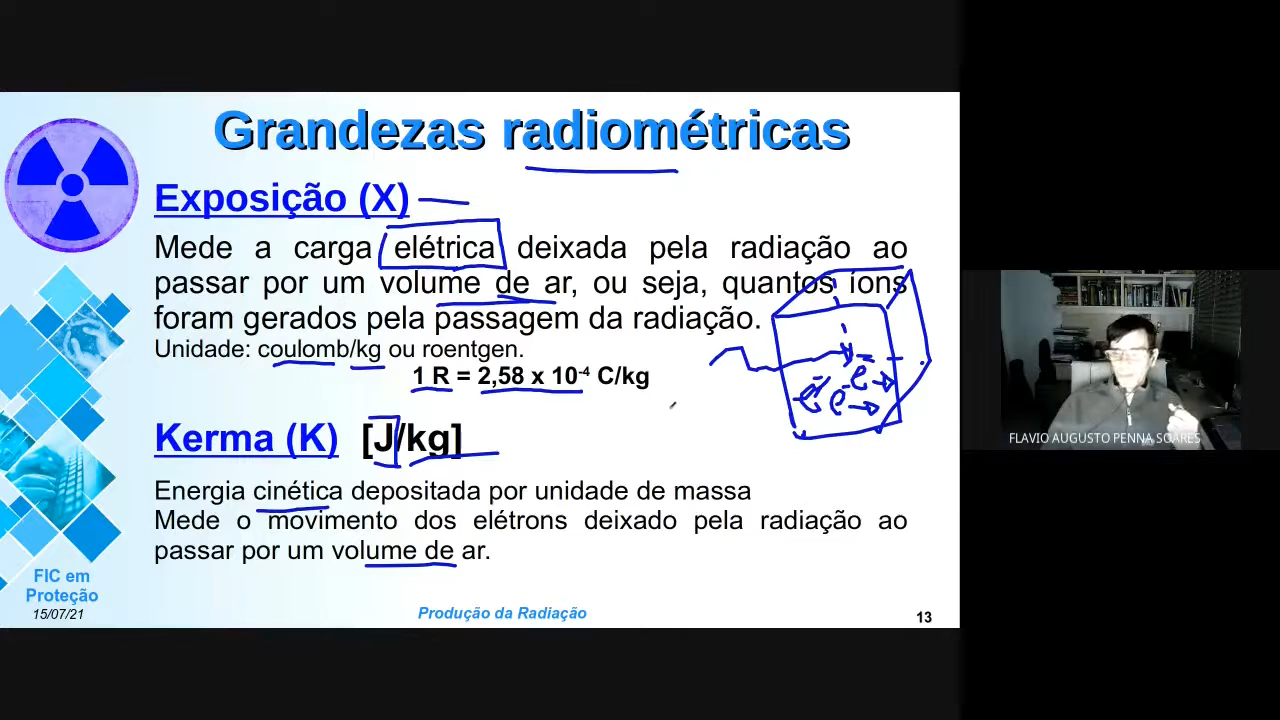 Grandezas radiométricas
Exposição (X)
Mede a carga elétrica deixada pela radiação ao
passar por um volume de ar, ou seja, quantos íons
foram gerados pela passagem da radiação.
Unidade: coulomb/kg ou roentgen.
1 R = 2,58 x 10⁻⁴ C/kg
e⁻
e⁻ e⁻
Kerma (K) [J/kg]
Energia cinética depositada por unidade de massa
Mede o movimento dos elétrons deixado pela radiação ao
passar por um volume de ar.
FIC em
Proteção
15/07/21
Produção da Radiação
13
FLAVIO AUGUSTO PENNA SOARES